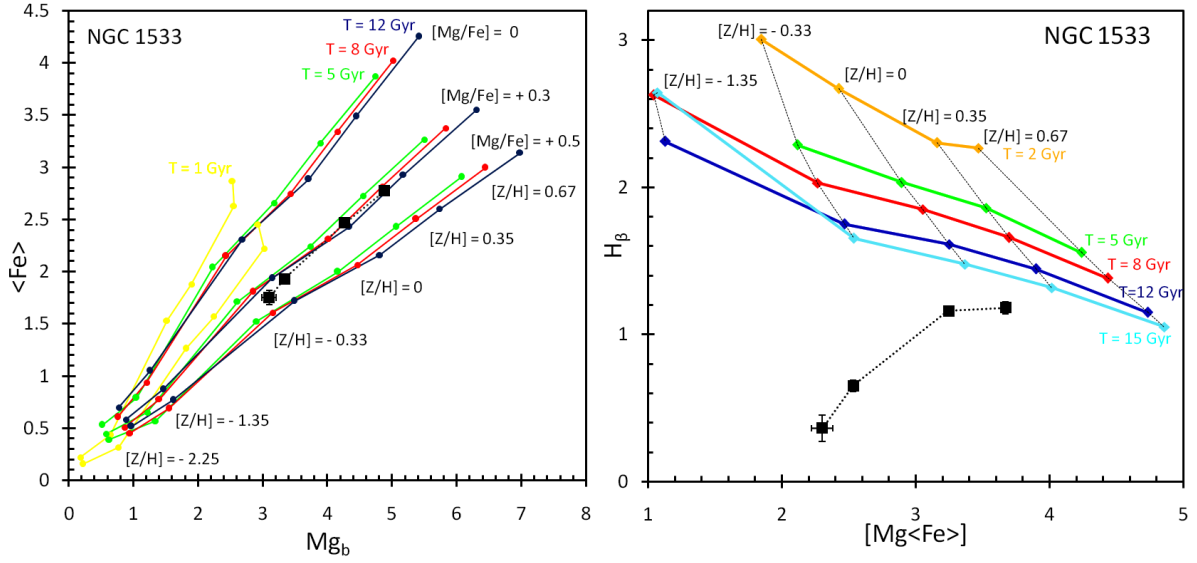 NGC 1533
T = 12 Gyr
[Mg/Fe] = 0
T = 8 Gyr
T = 5 Gyr
[Mg/Fe] = + 0.3
[Mg/Fe] = + 0.5
T = 1 Gyr
[Z/H] = 0.67
[Z/H] = 0.35
[Z/H] = 0
[Z/H] = - 0.33
[Z/H] = - 1.35
[Z/H] = - 2.25
4.5
4
3.5
3
2.5
2
1.5
1
0.5
0
<Fe>
0 1 2 3 4 5 6 7 8
Mgb
NGC 1533
[Z/H] = - 0.33
[Z/H] = - 1.35
[Z/H] = 0
[Z/H] = 0.35
[Z/H] = 0.67
T = 2 Gyr
T = 5 Gyr
T = 8 Gyr
T=12 Gyr
T = 15 Gyr
3
2
1
0
Hβ
1 2 3 4 5
[Mg<Fe>]